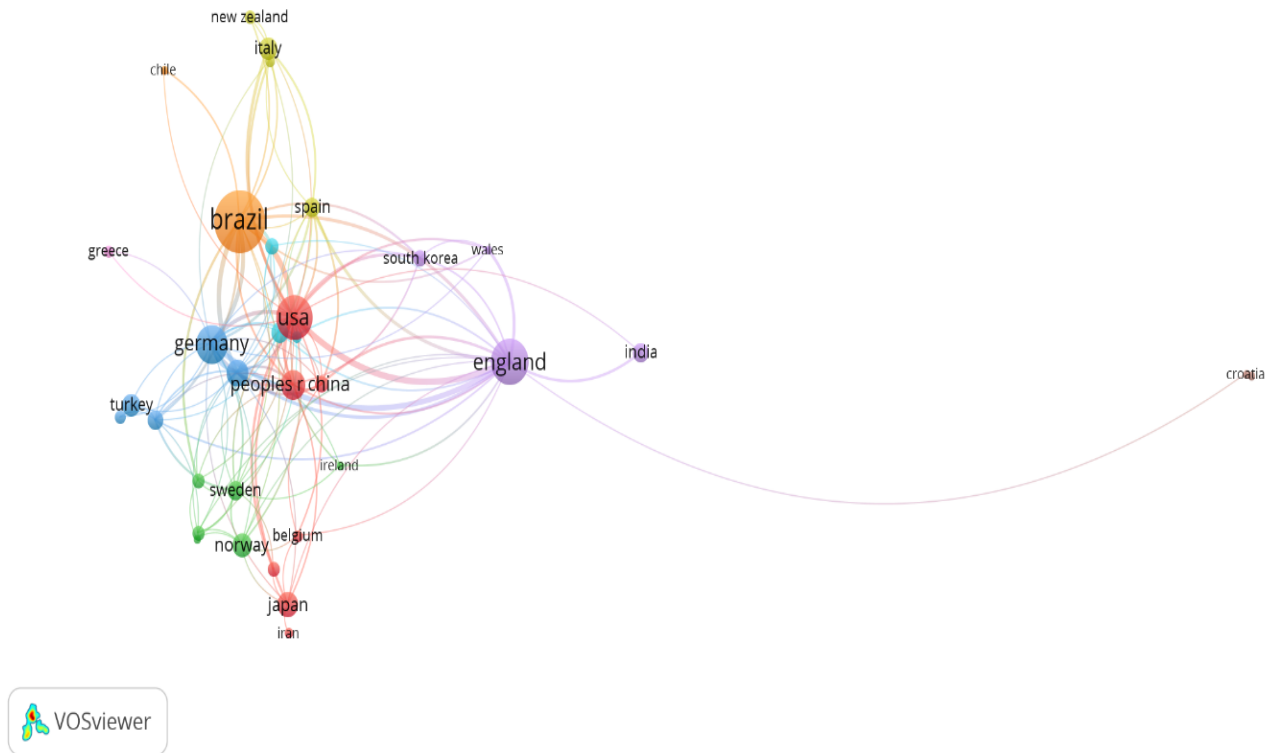 new zealand
italy
chile
brazil
spain
greece
south korea
wales
usa
germany
england
india
croatia
peoples r china
turkey
ireland
sweden
belgium
norway
japan
iran
VOSviewer